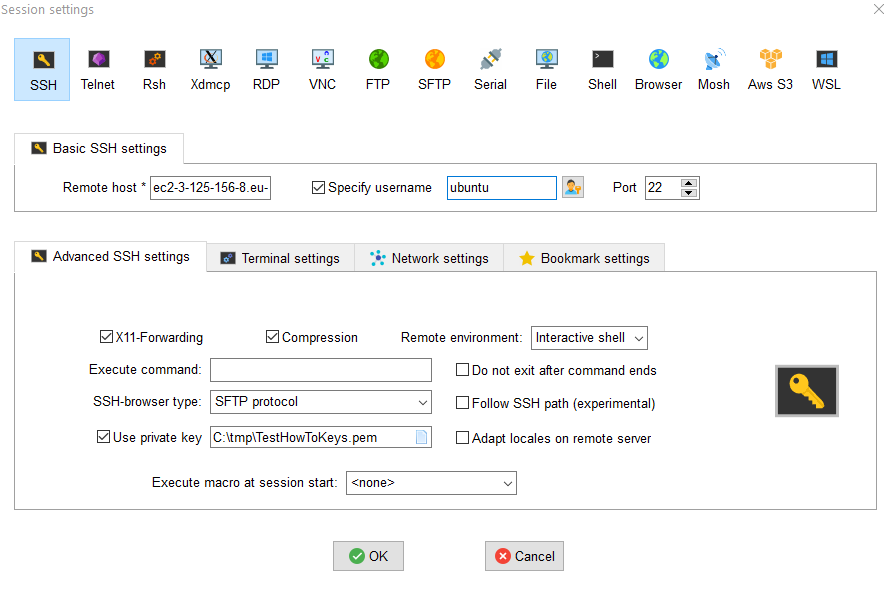 Session settings
SSH Telnet Rsh Xdmcp RDP VNC FTP SFTP Serial File Shell Browser Mosh Aws S3 WSL
Basic SSH settings
Remote host * ec2-3-125-156-8.eu- Specify username ubuntu Port 22
Advanced SSH settings Terminal settings Network settings Bookmark settings
X11-Forwarding Compression Remote environment: Interactive shell
Execute command: Do not exit after command ends
SSH-browser type: SFTP protocol Follow SSH path (experimental)
Use private key C:\tmp\TestHowToKeys.pem Adapt locales on remote server
Execute macro at session start: <none>
OK Cancel